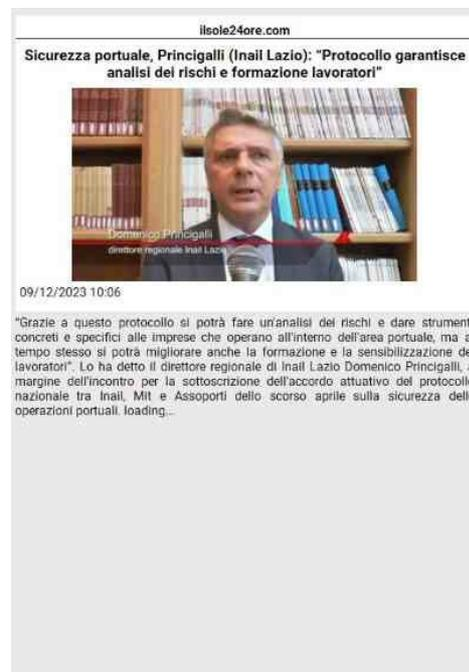 ilsole24ore.com
Sicurezza portuale, Princigalli (Inail Lazio): “Protocollo garantisce
analisi dei rischi e formazione lavoratori”
Domenico Princigalli
direttore regionale Inail Lazio
09/12/2023 10:06
“Grazie a questo protocollo si potrà fare un'analisi dei rischi e dare strument
concreti e specifici alle imprese che operano all'interno dell'area portuale, ma a
tempo stesso si potrà migliorare anche la formazione e la sensibilizzazione de
lavoratori”. Lo ha detto il direttore regionale di Inail Lazio Domenico Princigalli, a
margine dell'incontro per la sottoscrizione dell'accordo attuativo del protocoll
nazionale tra Inail, Mit e Assoporti dello scorso aprile sulla sicurezza dell
operazioni portuali. loading...